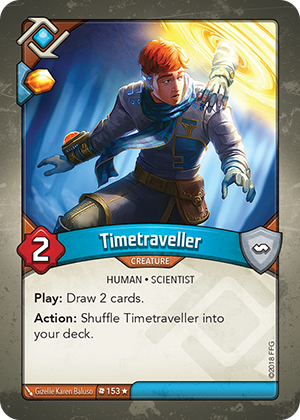 Timetraveller
CREATURE
2
HUMAN • SCIENTIST
Play: Draw 2 cards.
Action: Shuffle Timetraveller into
your deck.
Gizelle Karen Baluso
153
©2018 FFG